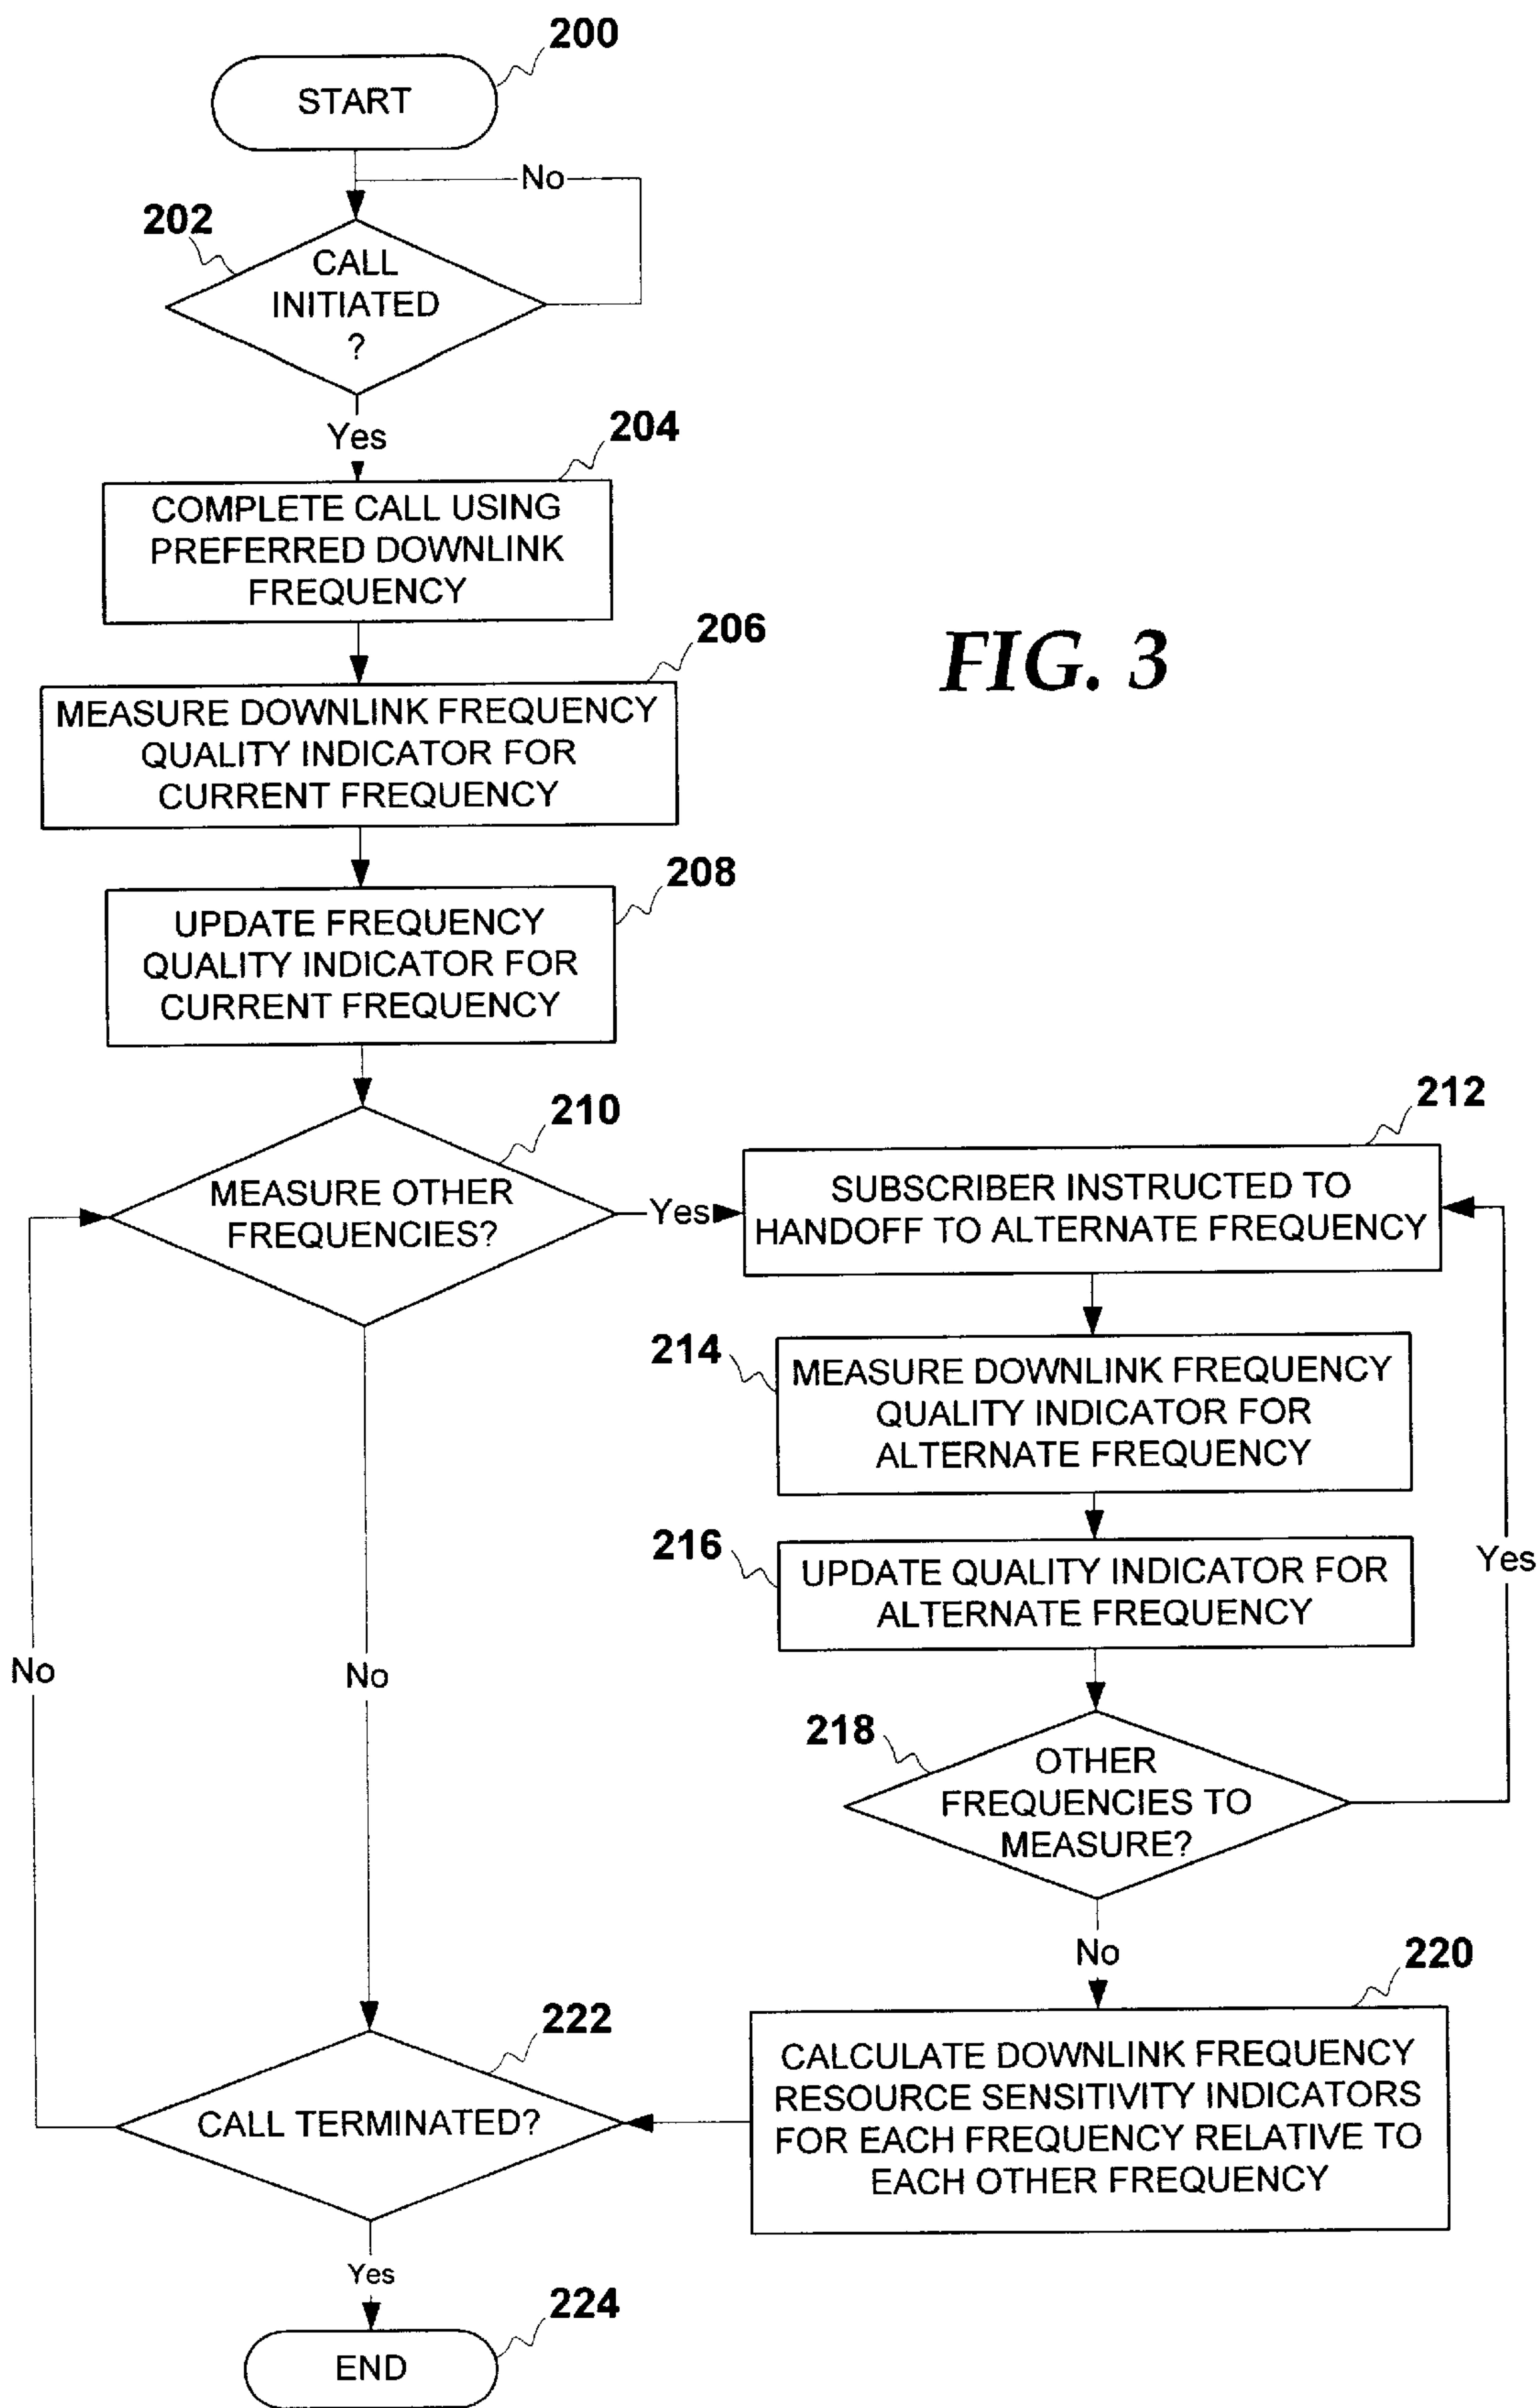 200
START
No
202
CALL
INITIATED
?
Yes
204
COMPLETE CALL USING
PREFERRED DOWNLINK
FREQUENCY
206
MEASURE DOWNLINK FREQUENCY
QUALITY INDICATOR FOR
CURRENT FREQUENCY
FIG. 3
208
UPDATE FREQUENCY
QUALITY INDICATOR FOR
CURRENT FREQUENCY
210
MEASURE OTHER
FREQUENCIES?
Yes
212
SUBSCRIBER INSTRUCTED TO
HANDOFF TO ALTERNATE FREQUENCY
214
MEASURE DOWNLINK FREQUENCY
QUALITY INDICATOR FOR
ALTERNATE FREQUENCY
216
UPDATE QUALITY INDICATOR FOR
ALTERNATE FREQUENCY
Yes
No
No
218
OTHER
FREQUENCIES TO
MEASURE?
No
220
CALCULATE DOWNLINK FREQUENCY
RESOURCE SENSITIVITY INDICATORS
FOR EACH FREQUENCY RELATIVE TO
EACH OTHER FREQUENCY
222
CALL TERMINATED?
Yes
224
END